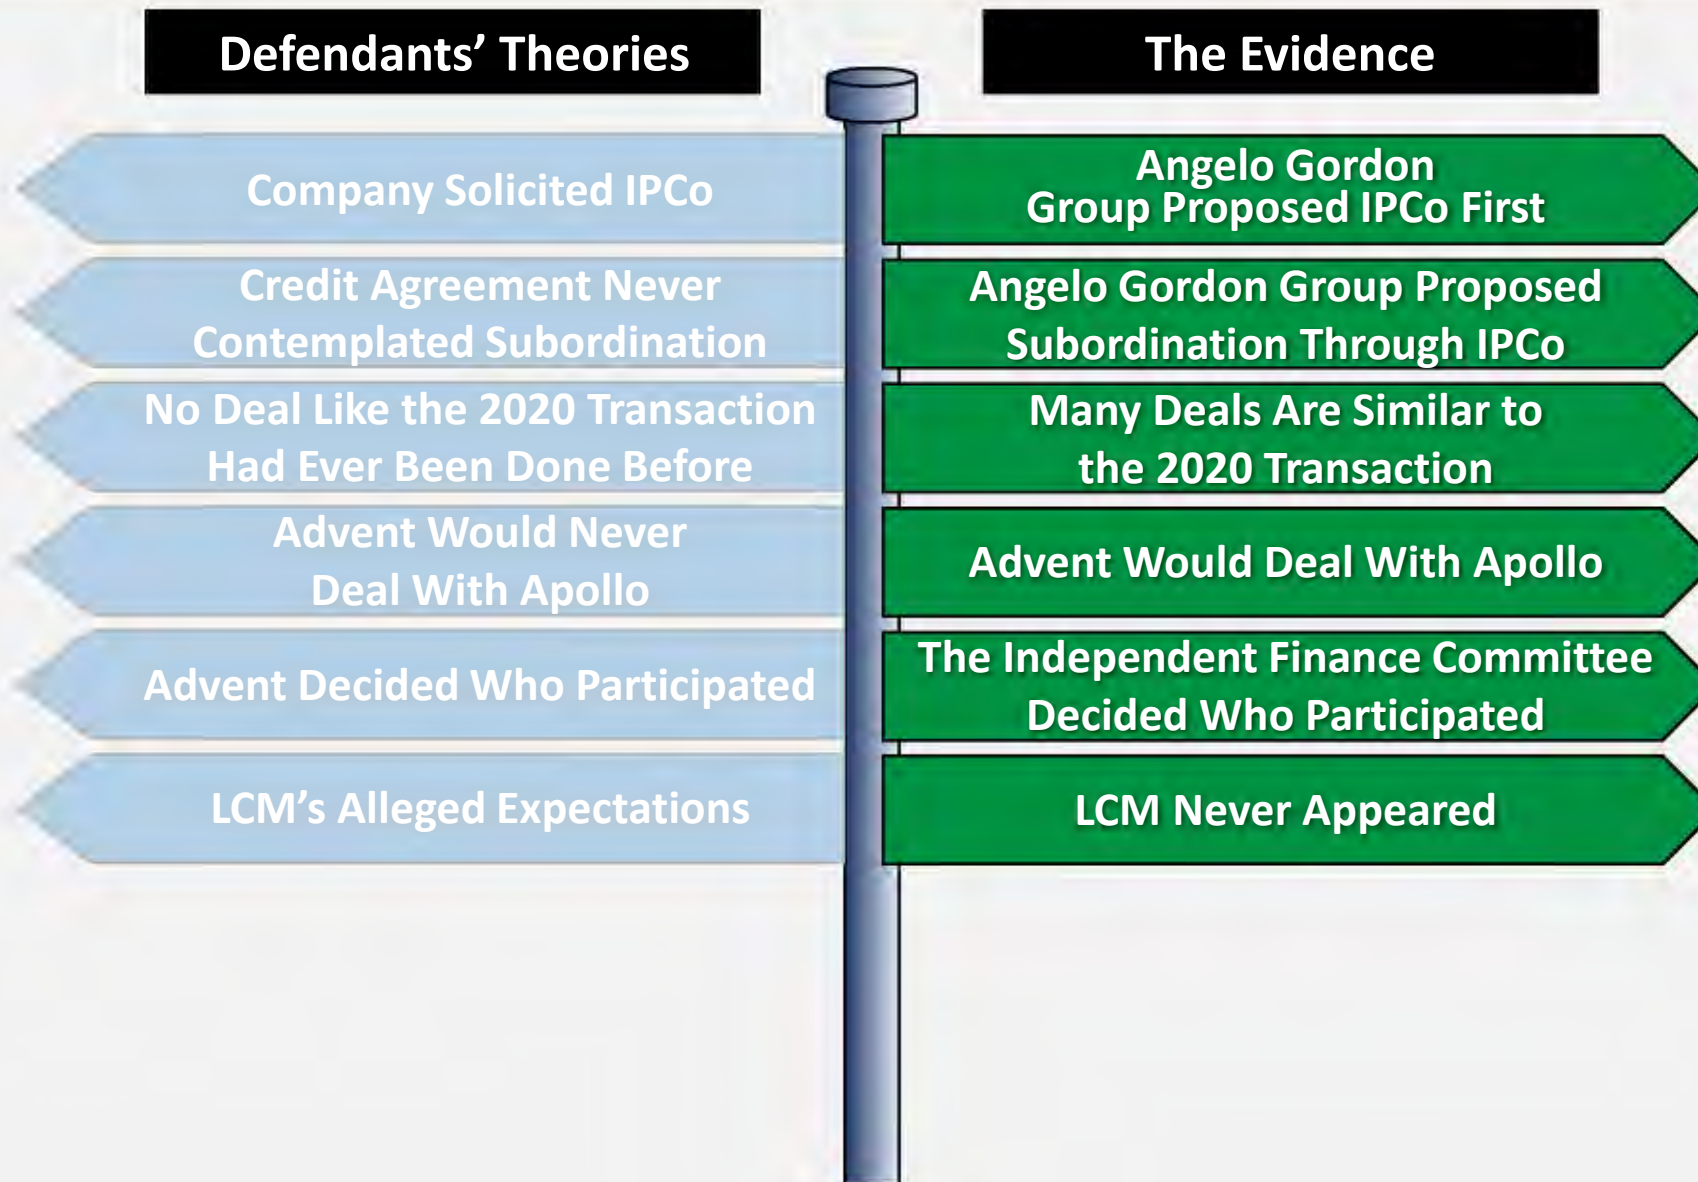 Defendants’ Theories
The Evidence
Company Solicited IPCo
Angelo Gordon
Group Proposed IPCo First
Credit Agreement Never
Contemplated Subordination
Angelo Gordon Group Proposed
Subordination Through IPCo
No Deal Like the 2020 Transaction
Had Ever Been Done Before
Many Deals Are Similar to
the 2020 Transaction
Advent Would Never
Deal With Apollo
Advent Would Deal With Apollo
Advent Decided Who Participated
The Independent Finance Committee
Decided Who Participated
LCM’s Alleged Expectations
LCM Never Appeared